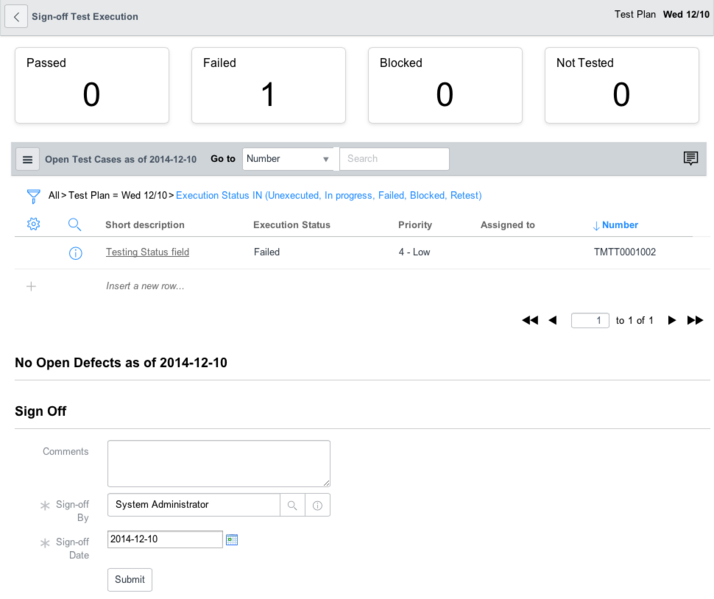 Sign-off Test Execution
Test Plan Wed 12/10
Passed Failed Blocked Not Tested
0 1 0 0
Open Test Cases as of 2014-12-10 Go to Number Search
All > Test Plan = Wed 12/10 > Execution Status IN (Unexecuted, In progress, Failed, Blocked, Retest)
Short description Execution Status Priority Assigned to ↓ Number
Testing Status field Failed 4 - Low TMTT0001002
Insert a new row...
1 to 1 of 1
No Open Defects as of 2014-12-10
Sign Off
Comments
Sign-off By System Administrator
Sign-off Date 2014-12-10
Submit